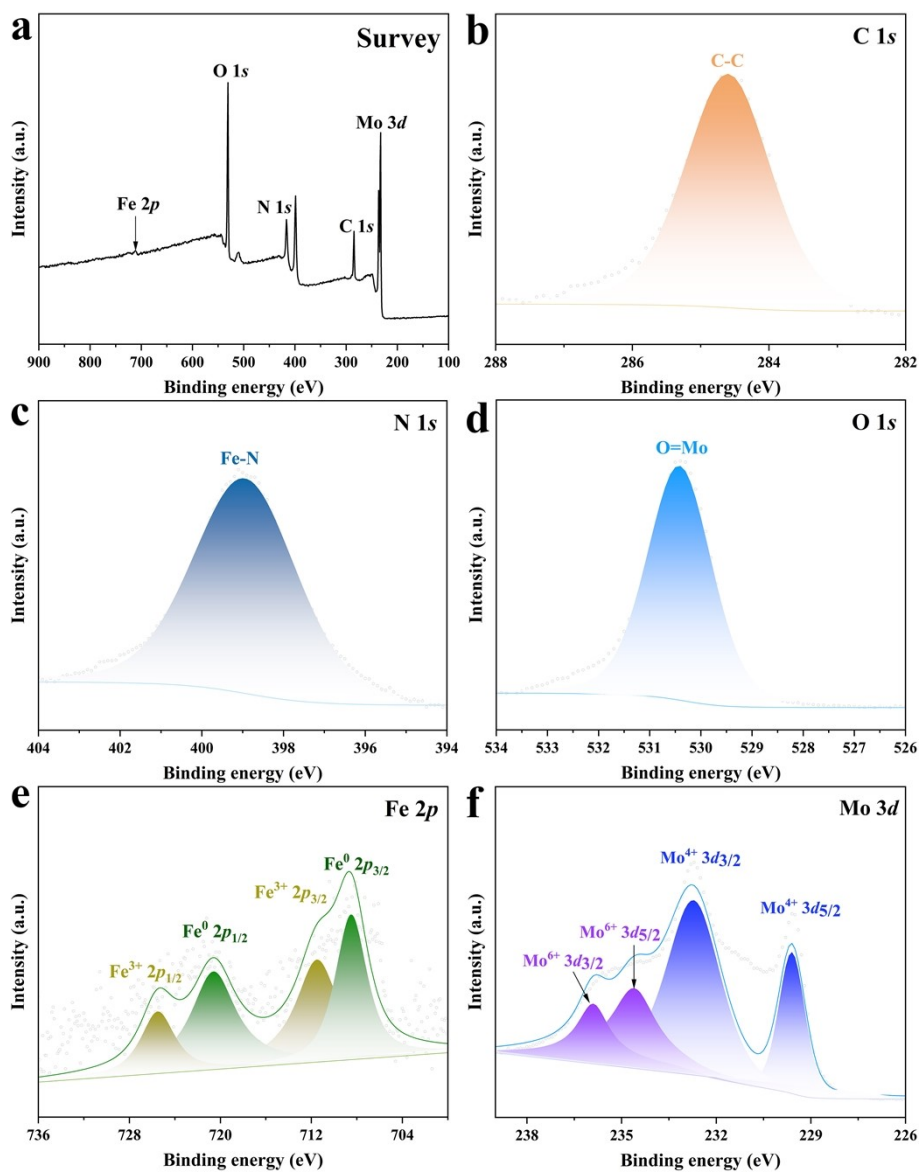 a
Survey
O 1s
Mo 3d
Fe 2p
N 1s
C 1s
Intensity (a.u.)
900 800 700 600 500 400 300 200 100
Binding energy (eV)
b
C 1s
C-C
Intensity (a.u.)
288 286 284 282
Binding energy (eV)
c
N 1s
Fe-N
Intensity (a.u.)
404 402 400 398 396 394
Binding energy (eV)
d
O 1s
O=Mo
Intensity (a.u.)
534 533 532 531 530 529 528 527 526
Binding energy (eV)
e
Fe 2p
Fe⁰ 2p₃/₂
Fe³⁺ 2p₃/₂
Fe⁰ 2p₁/₂
Fe³⁺ 2p₁/₂
Intensity (a.u.)
736 728 720 712 704
Binding energy (eV)
f
Mo 3d
Mo⁴⁺ 3d₃/₂
Mo⁴⁺ 3d₅/₂
Mo⁶⁺ 3d₅/₂
Mo⁶⁺ 3d₃/₂
Intensity (a.u.)
238 235 232 229 226
Binding energy (eV)